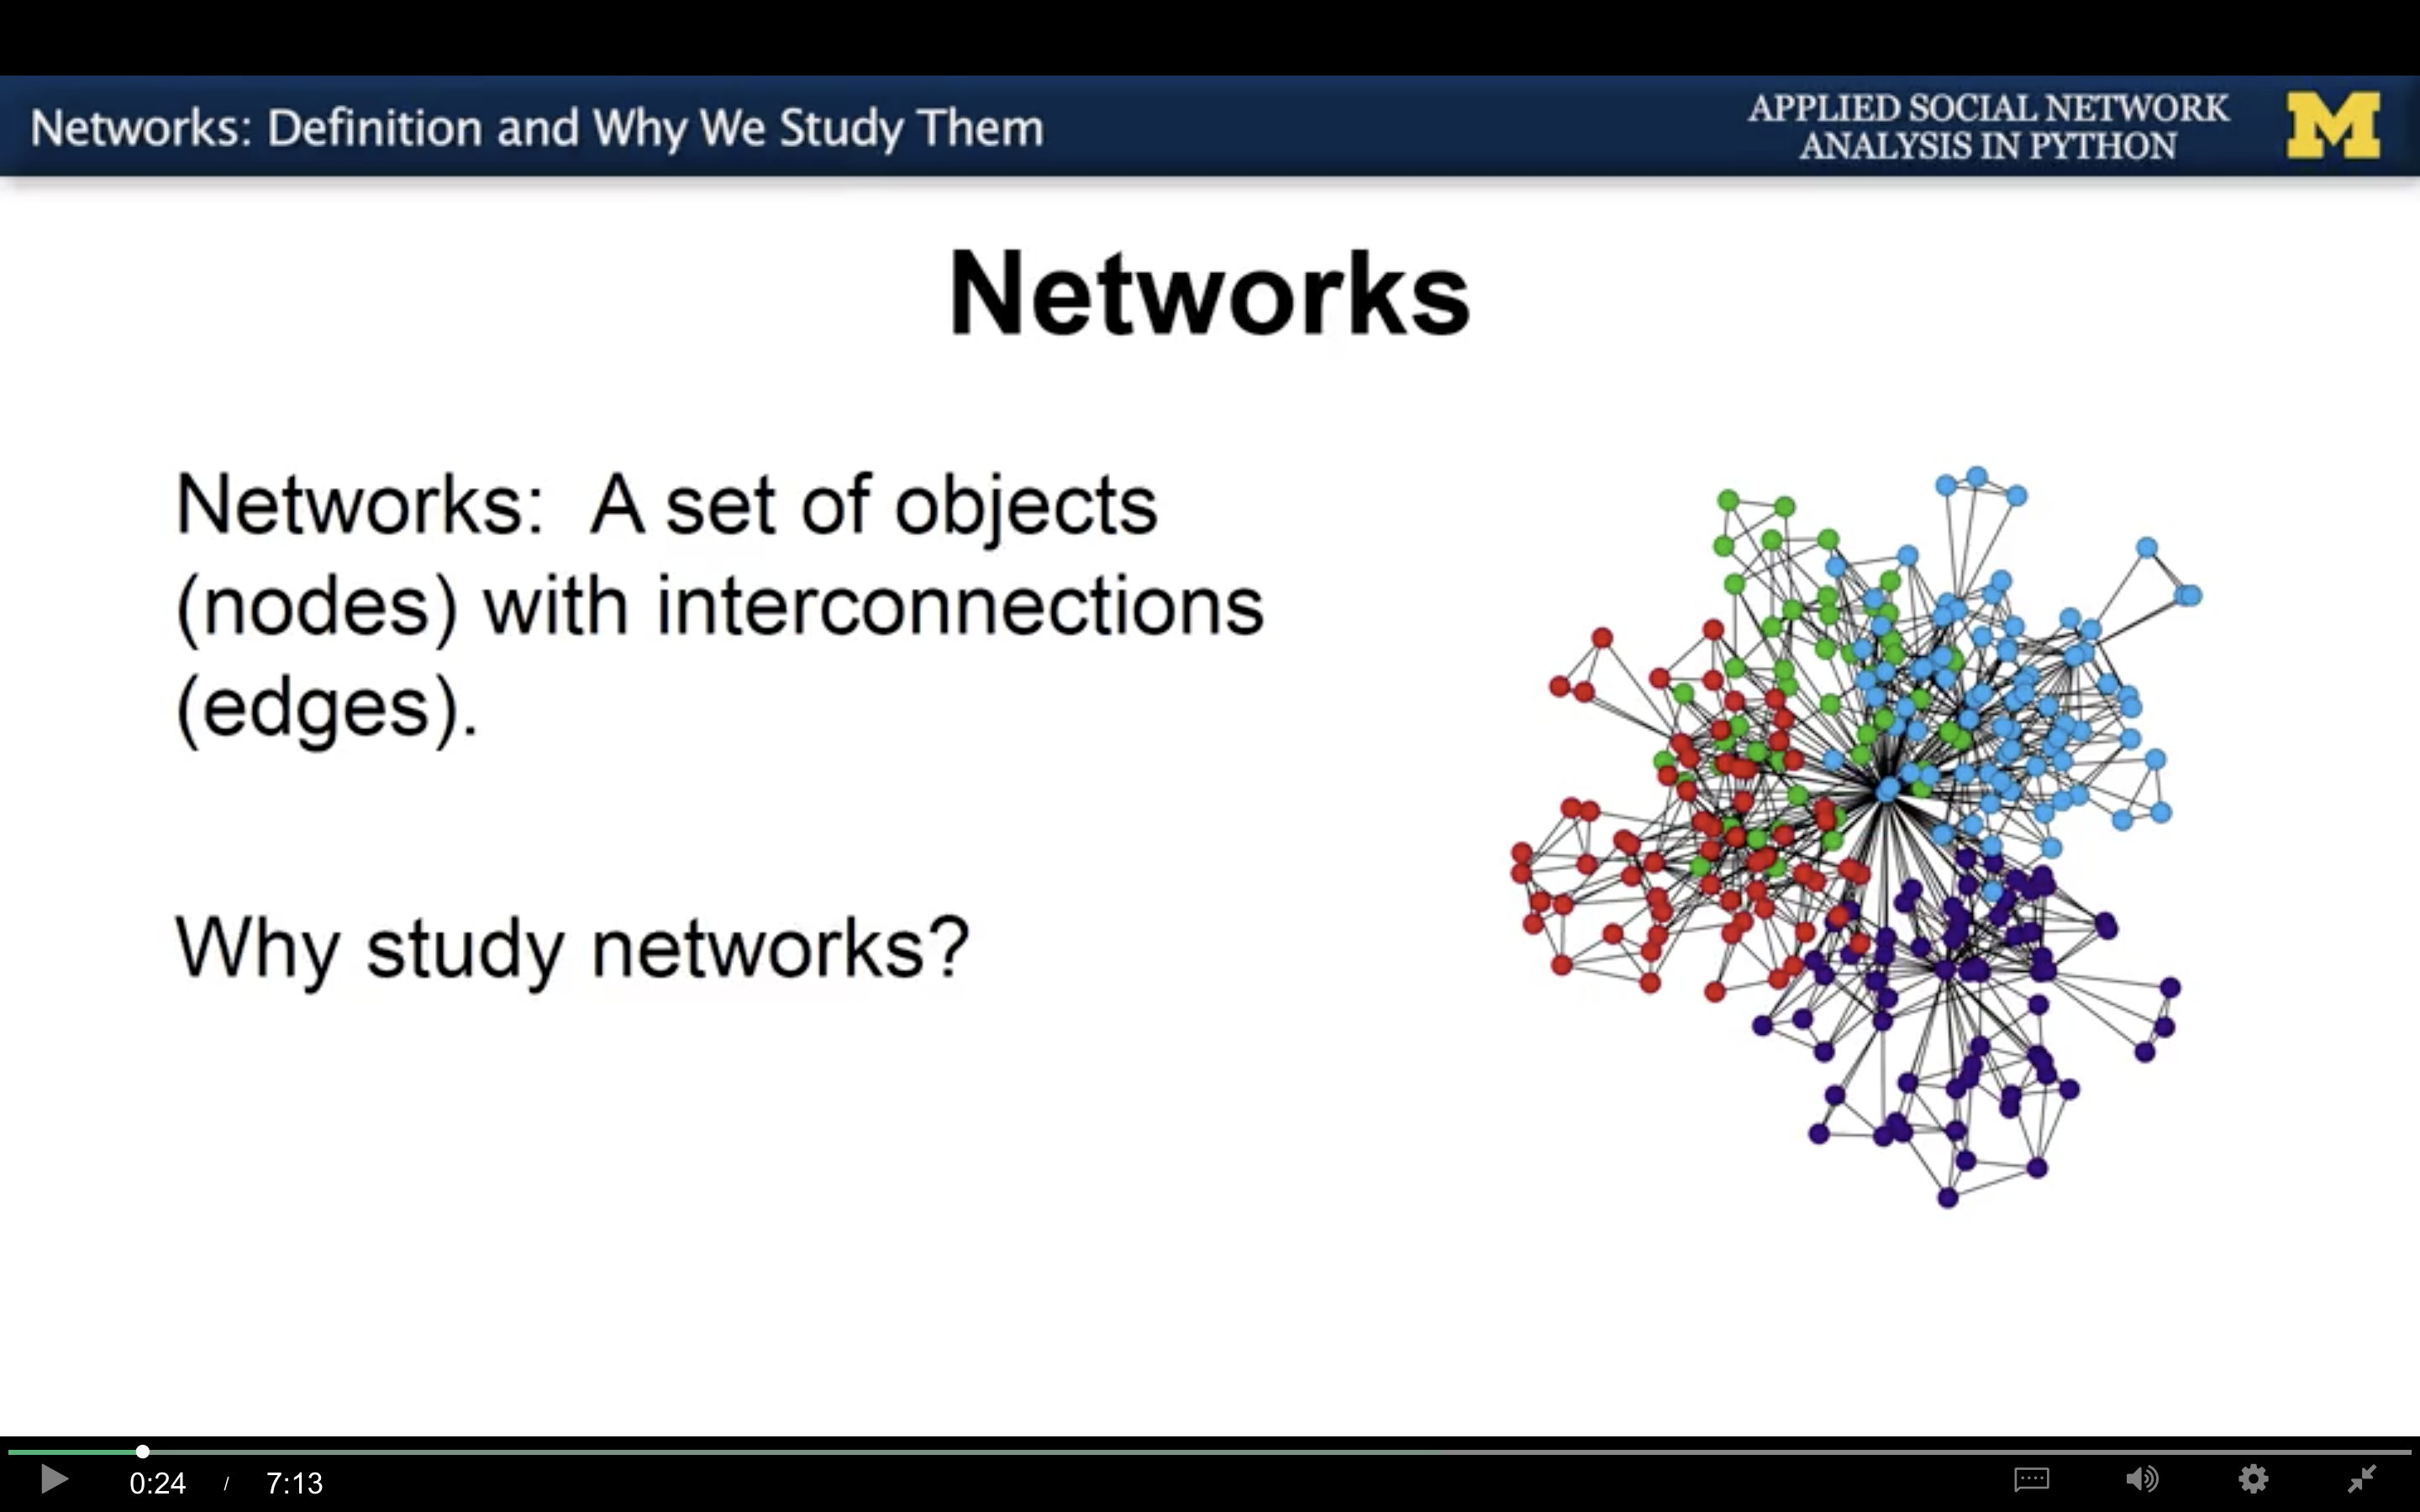 Networks: Definition and Why We Study Them
APPLIED SOCIAL NETWORK
ANALYSIS IN PYTHON
M
Networks
Networks:  A set of objects
(nodes) with interconnections
(edges).
Why study networks?
0:24 / 7:13